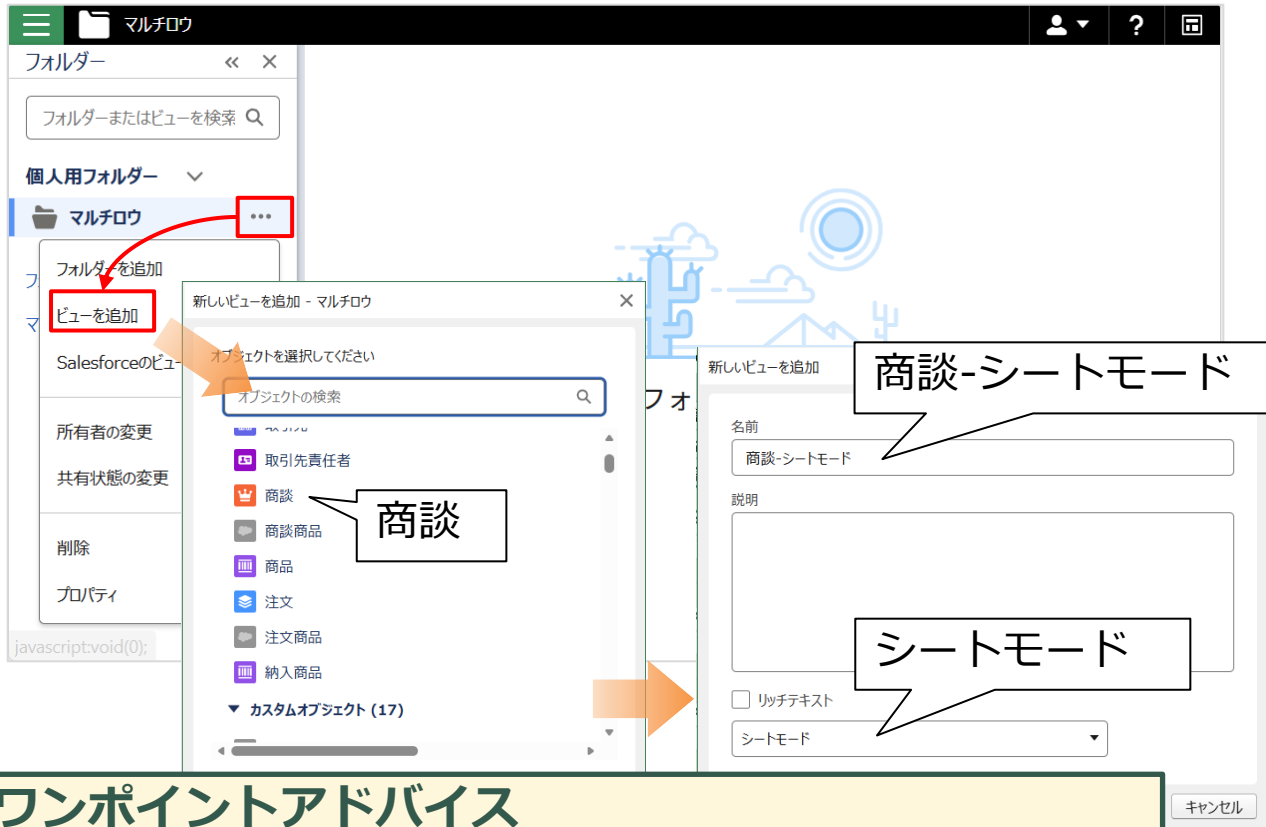 マルチロウ
?
フォルダー
フォルダーまたはビューを検索
個人用フォルダー
マルチロウ
フォルダーを追加
ビューを追加
Salesforceのビュー
所有者の変更
共有状態の変更
削除
プロパティ
javascript:void(0);
新しいビューを追加 - マルチロウ
オブジェクトを選択してください
オブジェクトの検索
取引先
取引先責任者
商談
商談商品
商品
注文
注文商品
納入商品
カスタムオブジェクト (17)
商談
フォ
新しいビューを追加
商談-シートモード
名前
商談-シートモード
説明
シートモード
リッチテキスト
シートモード
キャンセル
ワンポイントアドバイス